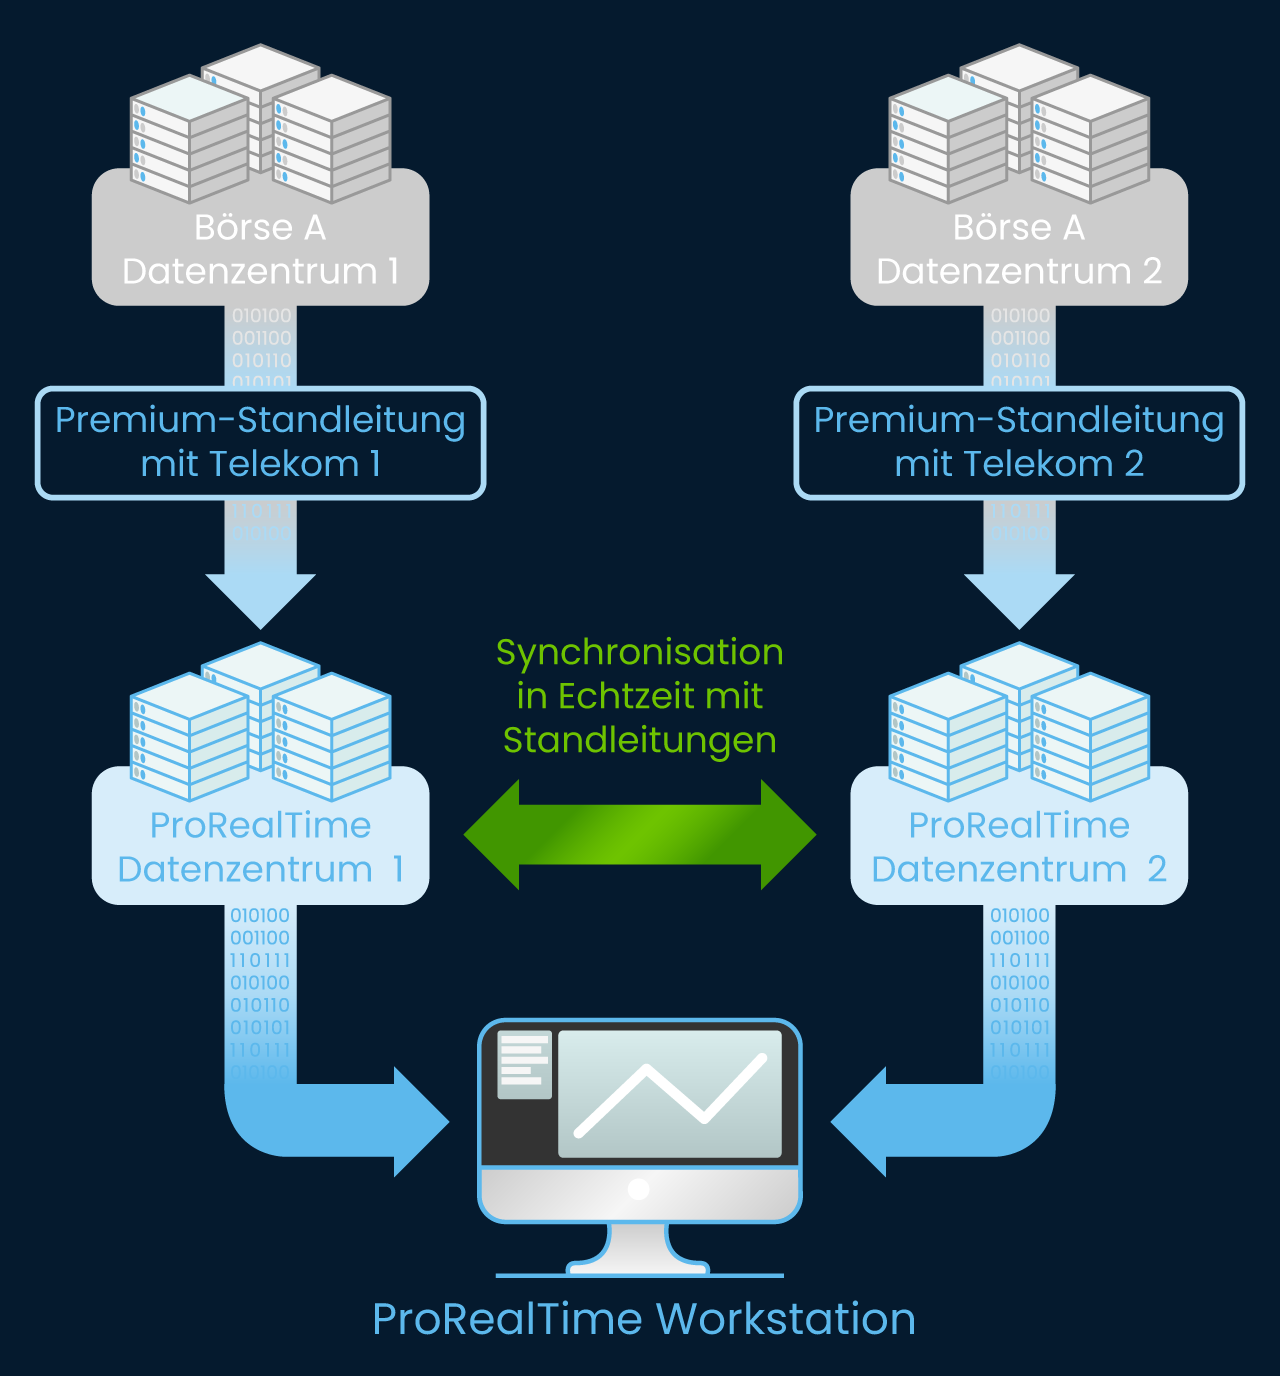 Börse A
Datenzentrum 1
Börse A
Datenzentrum 2
010100
001100
010110
010101
010100
001100
010110
010101
Premium-Standleitung
mit Telekom 1
Premium-Standleitung
mit Telekom 2
Synchronisation
in Echtzeit mit
Standleitungen
ProRealTime
Datenzentrum 1
ProRealTime
Datenzentrum 2
010100
001100
110111
010100
010110
010101
110111
010100
010100
001100
110111
010100
010110
010101
110111
010100
ProRealTime Workstation